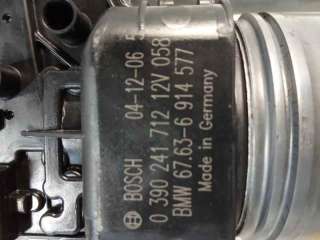 BOSCH 04-12-06
0 390 241 712 12V 058
BMW 67.63-6 914 577
Made in Germany